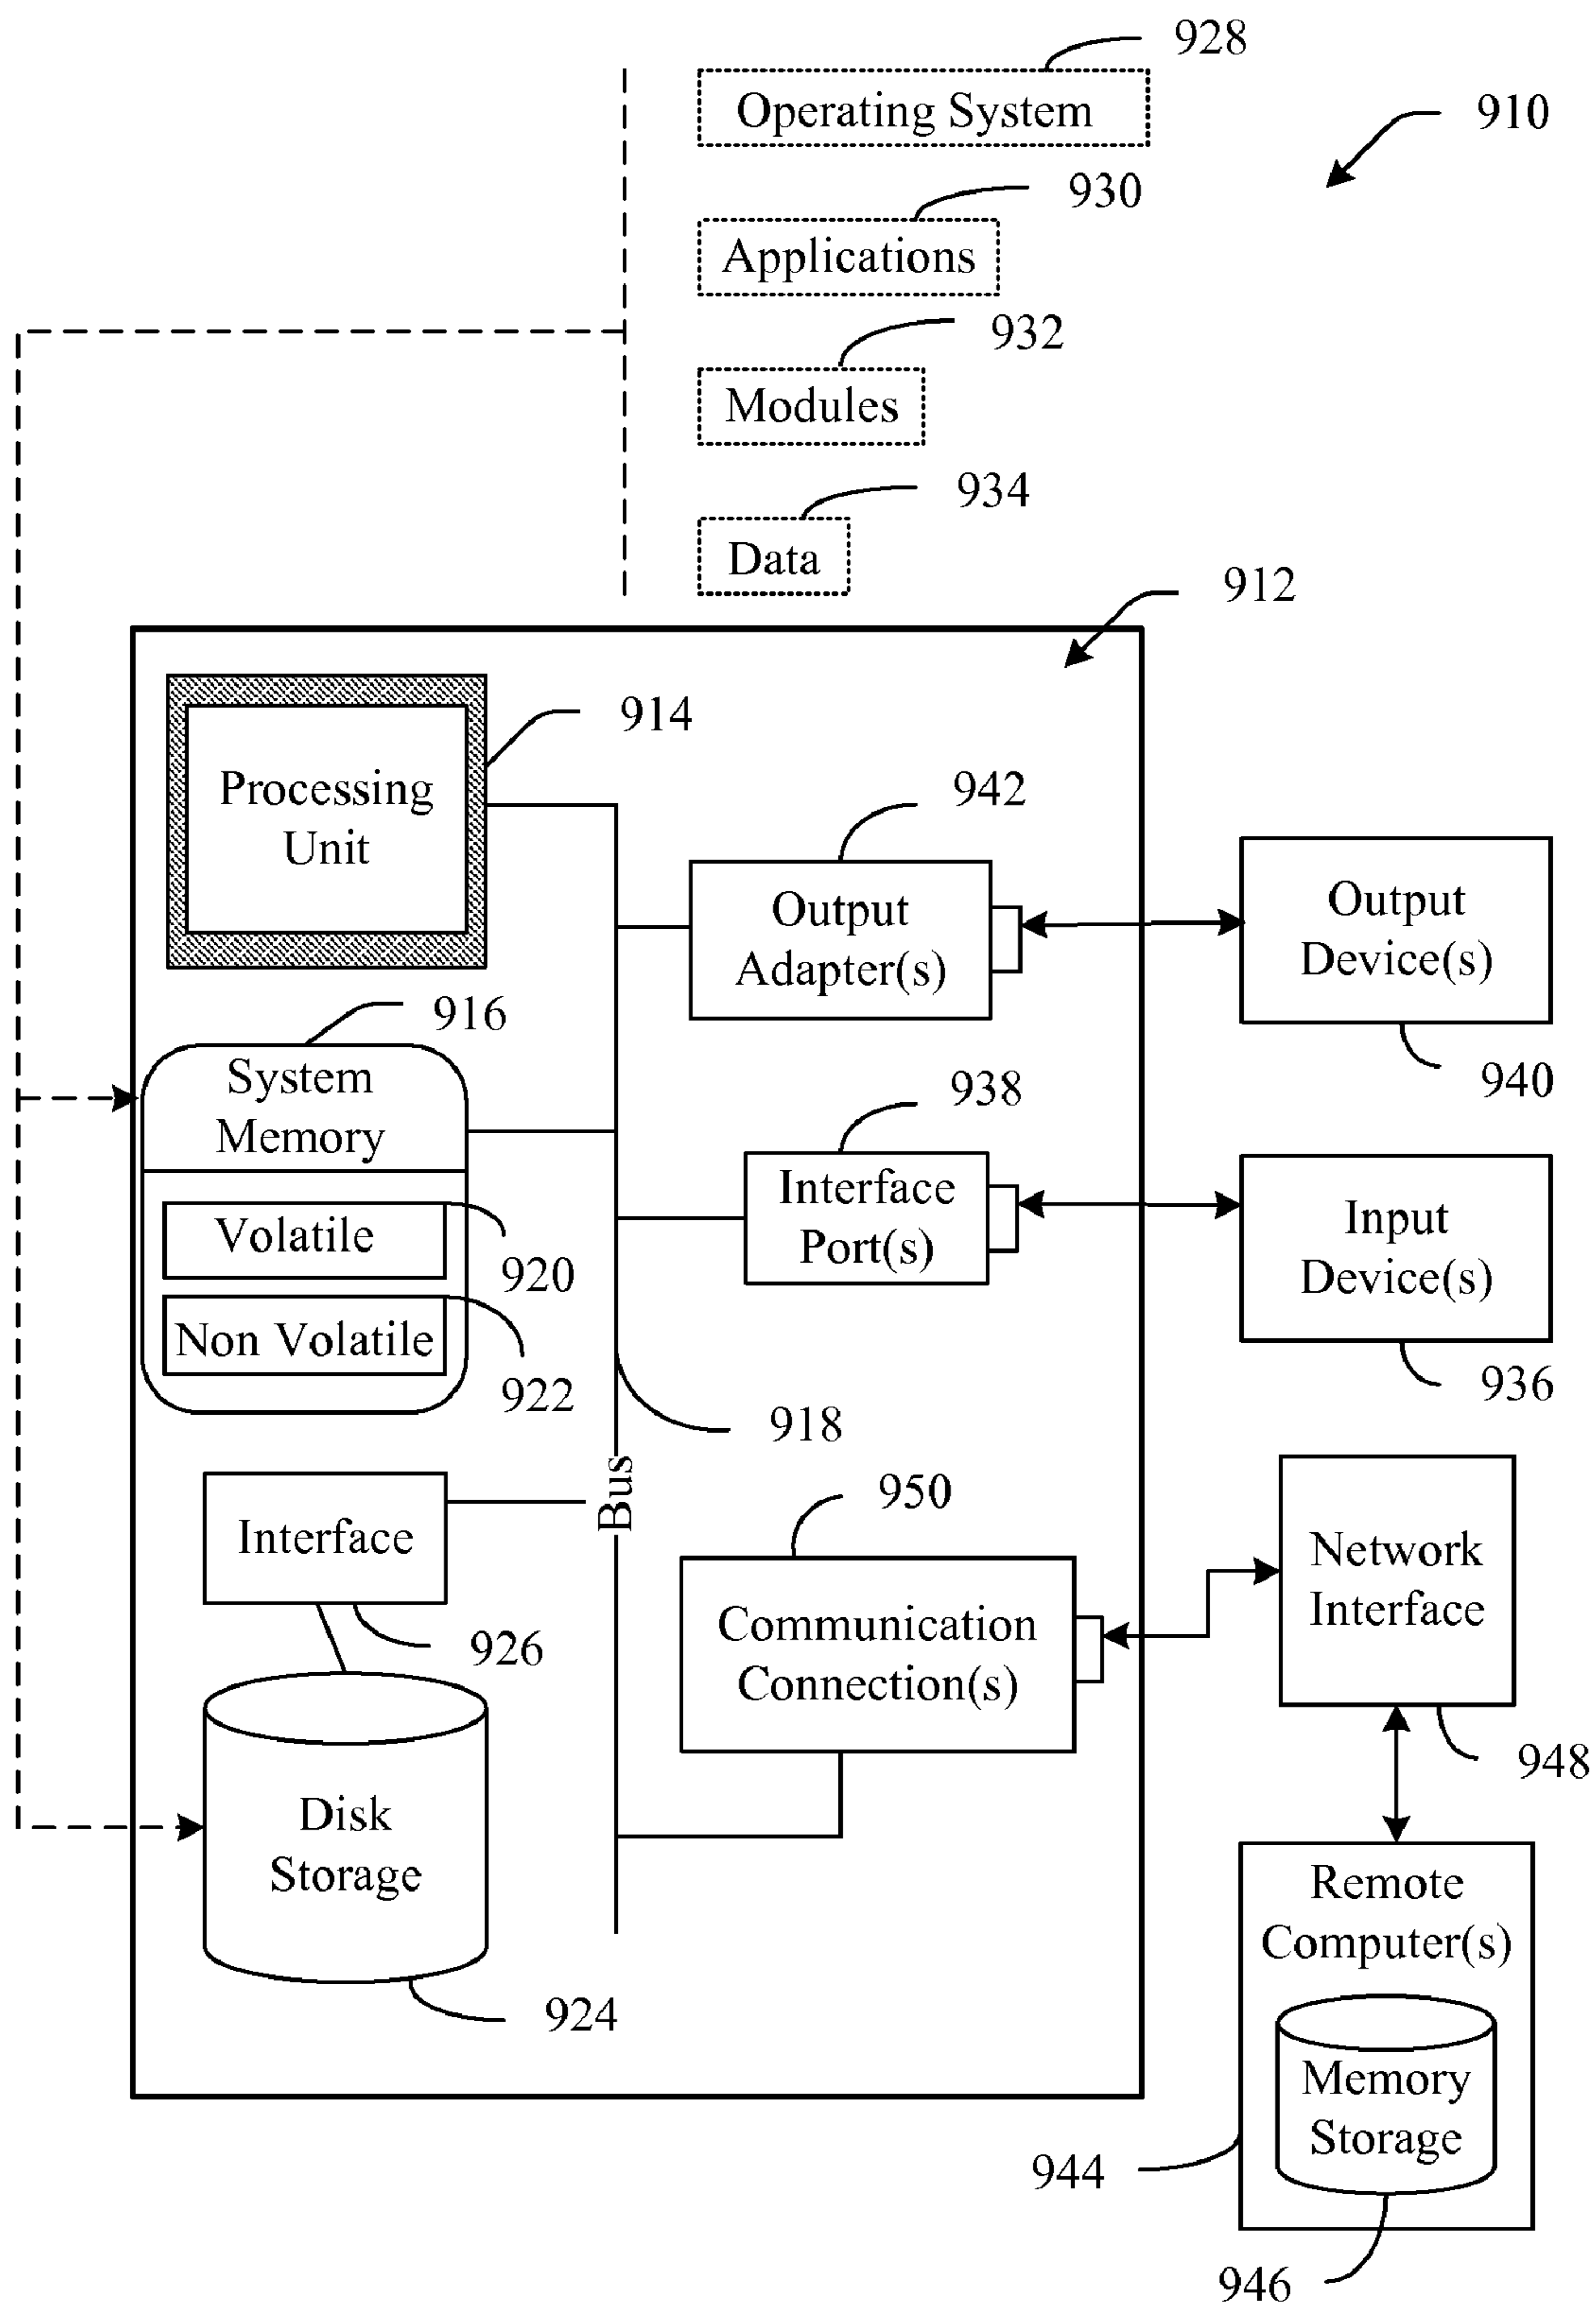 928
Operating System
910
930
Applications
932
Modules
934
Data
912
914
Processing
Unit
942
Output
Adapter(s)
Output
Device(s)
940
916
System
Memory
938
Interface
Port(s)
Input
Device(s)
936
Volatile
920
Non Volatile
922
918
Bus
Interface
926
950
Communication
Connection(s)
Network
Interface
948
Disk
Storage
924
Remote
Computer(s)
Memory
Storage
944
946